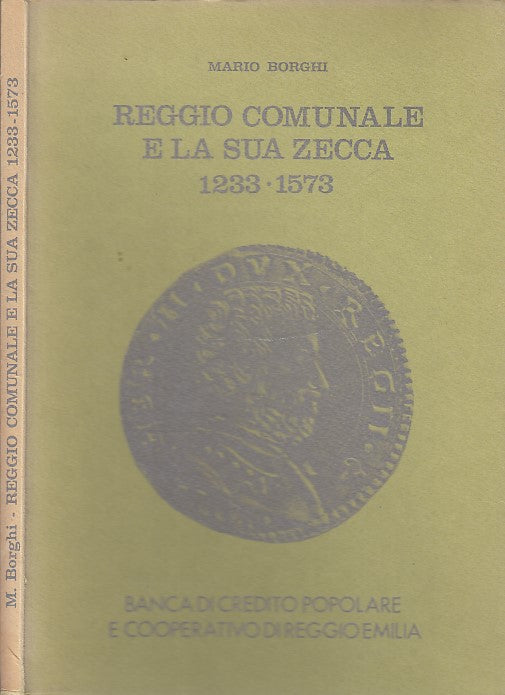 M. Borghi - REGGIO COMUNALE E LA SUA ZECCA 1233-1573
MARIO BORGHI
REGGIO COMUNALE
E LA SUA ZECCA
1233·1573
M·DVX·REGII
BANCA DI CREDITO POPOLARE
E COOPERATIVO DI REGGIO EMILIA